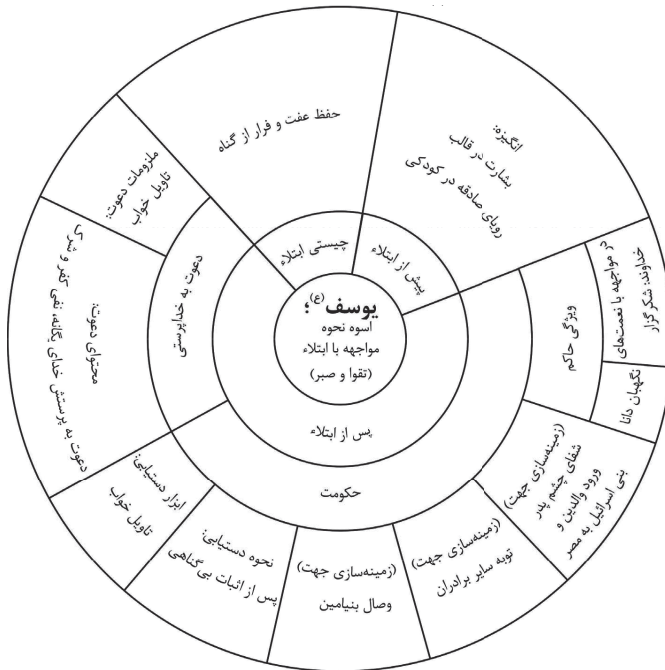 یوسف (ع)؛
اسوه نحوه
مواجهه با ابتلاء
(تقوا و صبر)
پیش از ابتلاء
انگیزه:
بشارت در قالب
رویای صادقه در کودکی
چیستی ابتلاء
حفظ عفت و فرار از گناه
پس از ابتلاء
دعوت به خداپرستی
ملزومات دعوت:
تاویل خواب
محتوای دعوت:
دعوت به پرستش خدای یگانه، نفی کفر و شرک
حکومت
ابزار دستیابی:
تاویل خواب
نحوه دستیابی:
پس از اثبات بی‌گناهی
(زمینه‌سازی جهت)
وصال بنیامین
(زمینه‌سازی جهت)
توبه سایر برادران
(زمینه‌سازی جهت)
شفای چشم پدر
ورود والدین و
بنی اسرائیل به مصر
ویژگی حاکم
نگهبان دانا
در مواجهه با نعمت‌های
خداوند: شکرگزار